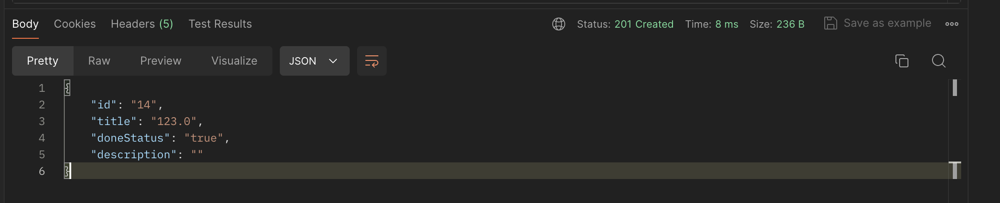 Body Cookies Headers (5) Test Results Status: 201 Created Time: 8 ms Size: 236 B Save as example
Pretty Raw Preview Visualize JSON
1 {
2 "id": "14",
3 "title": "123.0",
4 "doneStatus": "true",
5 "description": ""
6 }